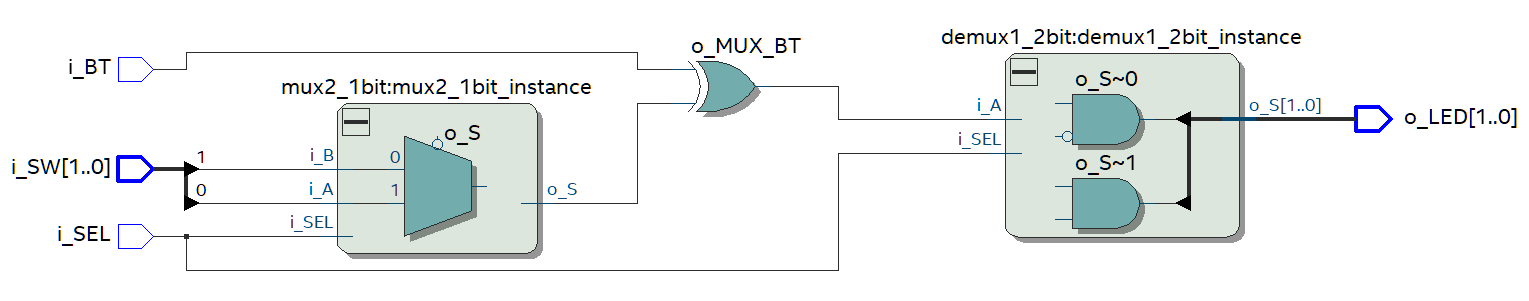 i_BT
mux2_1bit:mux2_1bit_instance
o_MUX_BT
demux1_2bit:demux1_2bit_instance
o_S~0
i_A
o_S[1..0]
o_LED[1..0]
i_SEL
o_S
i_SW[1..0]
1
i_B
0
o_S~1
0
i_A
1
o_S
i_SEL
i_SEL